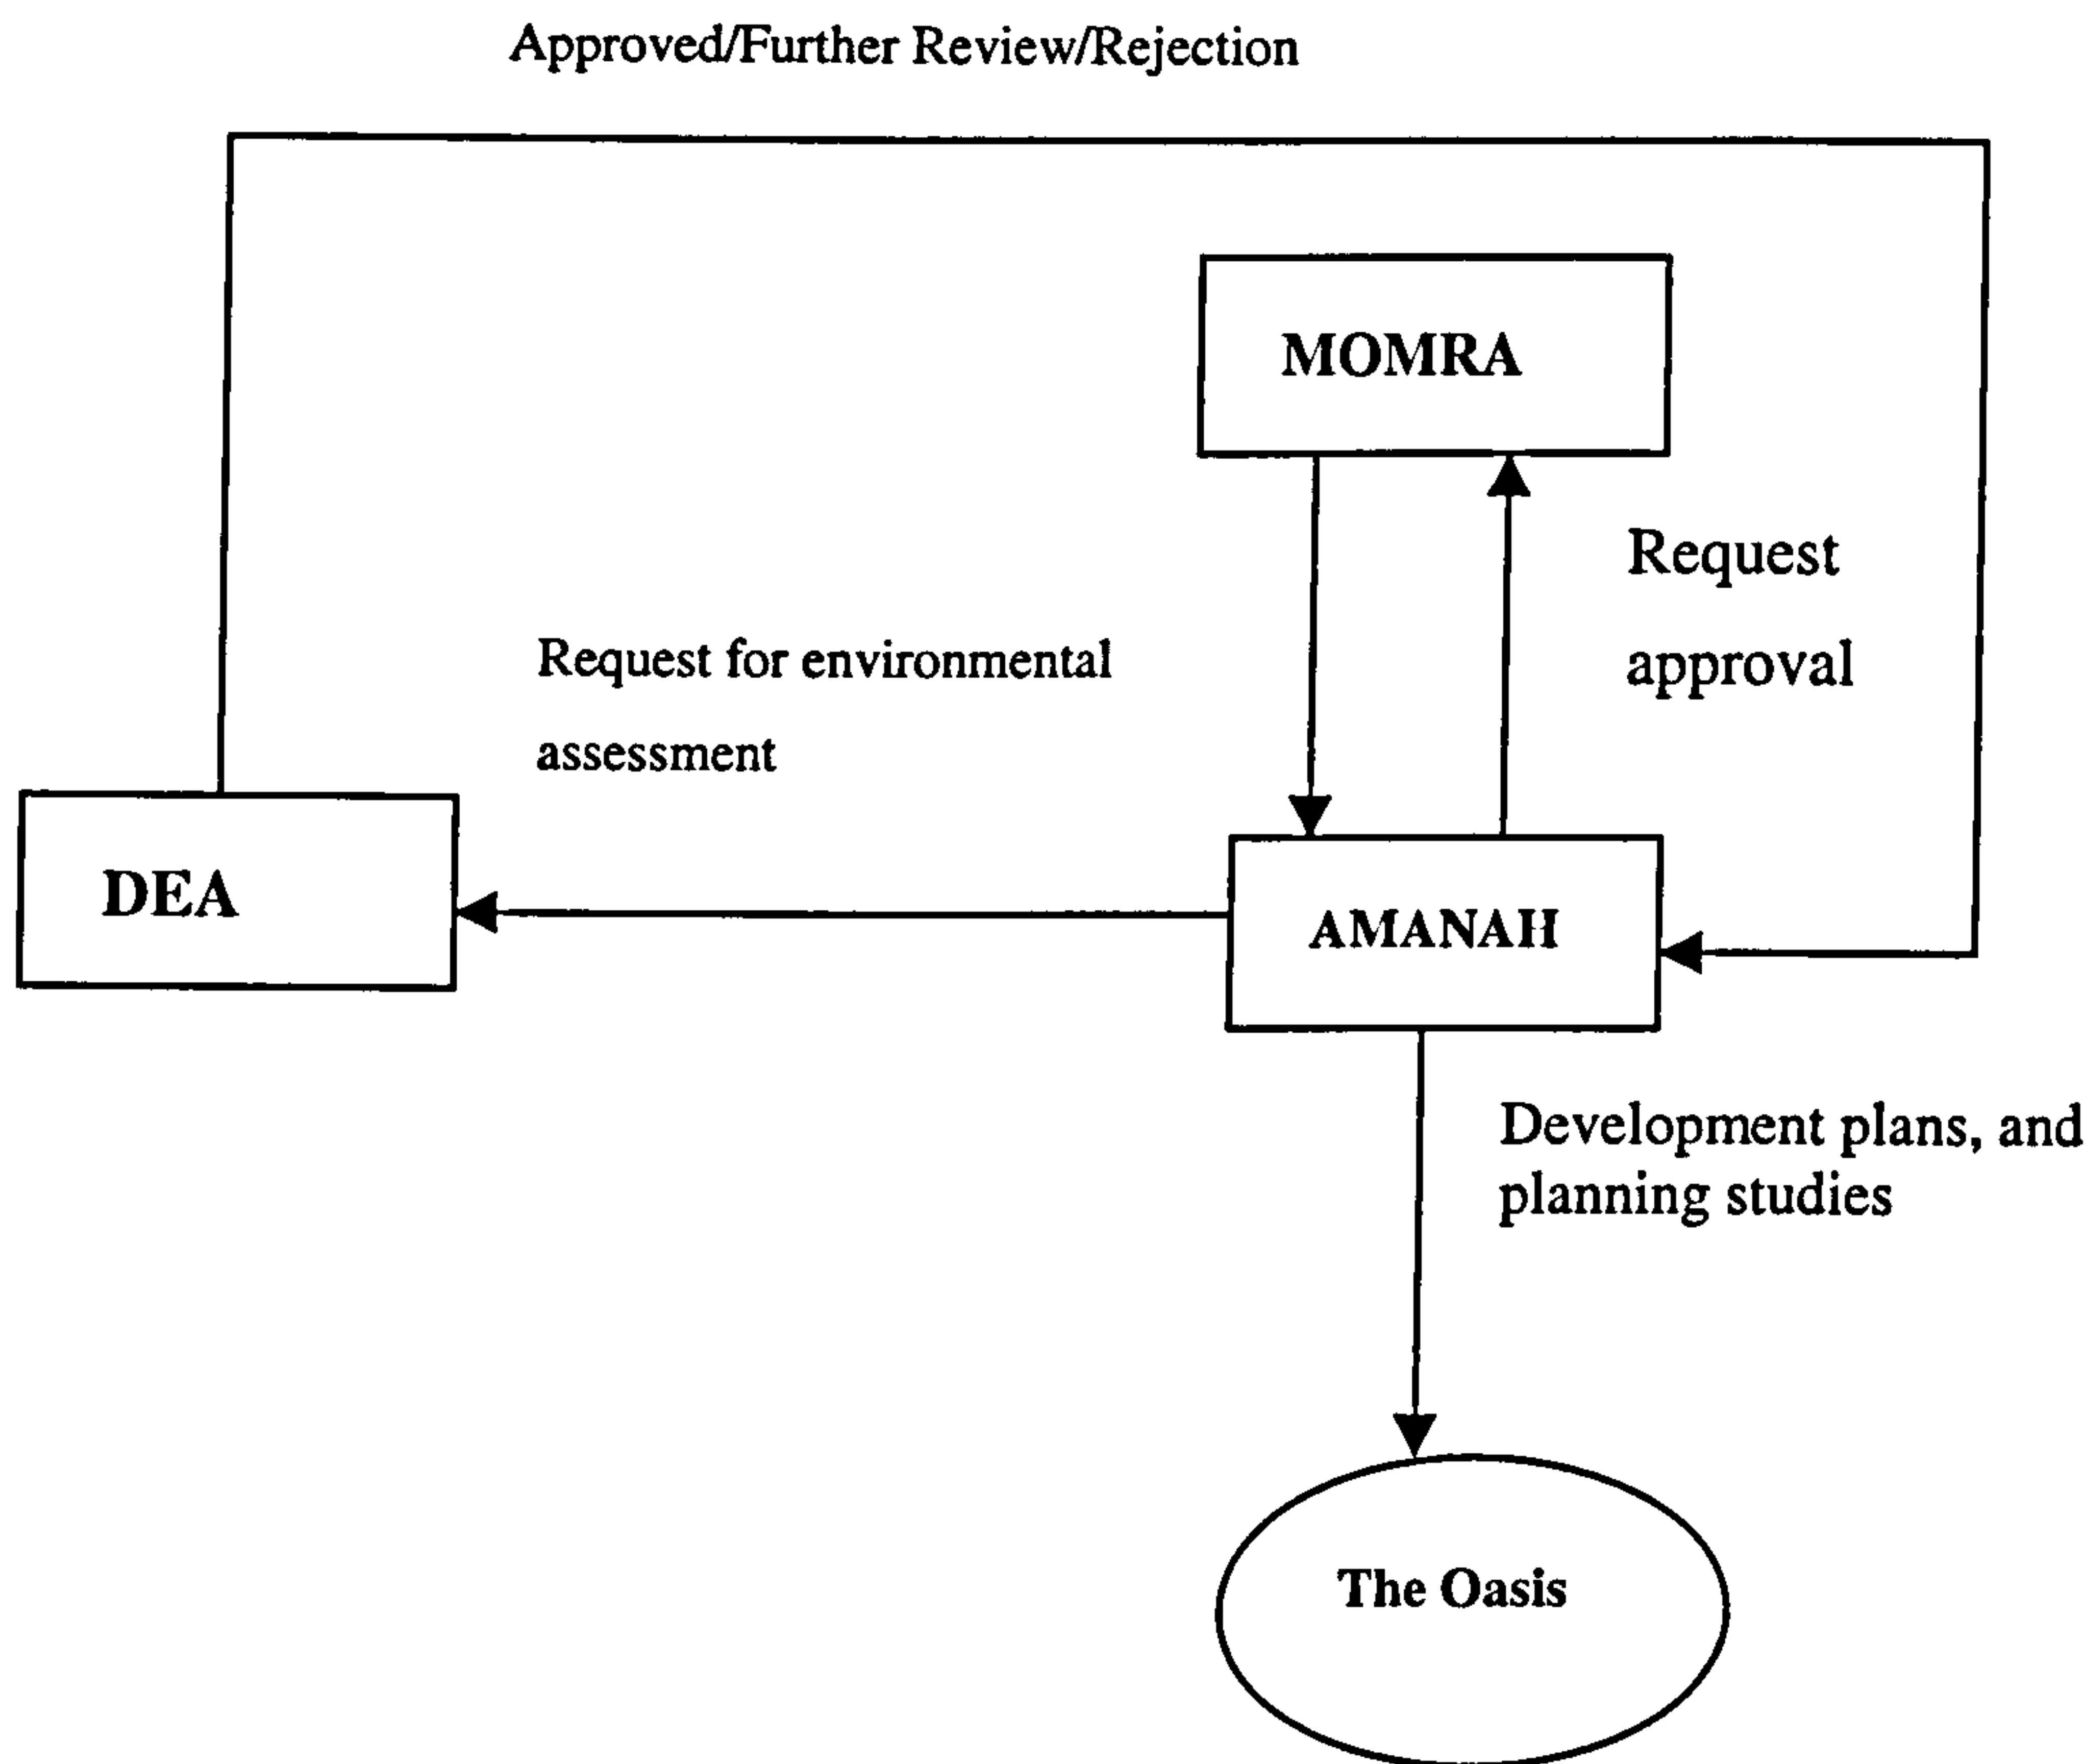 Approved/Further Review/Rejection
MOMRA
Request
approval
Request for environmental
assessment
DEA
AMANAH
Development plans, and
planning studies
The Oasis